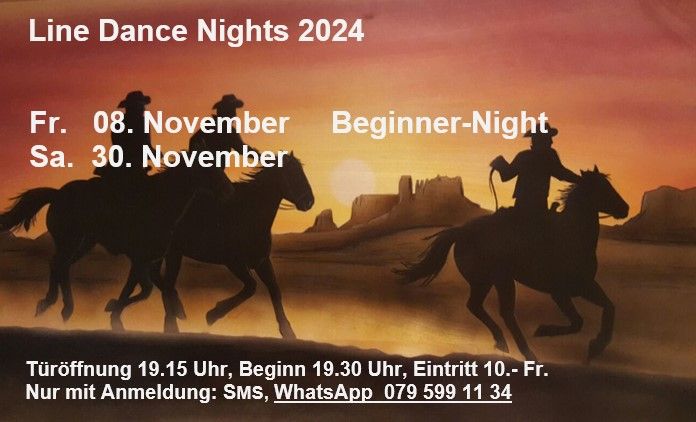 Line Dance Nights 2024
Fr. 08. November Beginner-Night
Sa. 30. November
Türöffnung 19.15 Uhr, Beginn 19.30 Uhr, Eintritt 10.- Fr.
Nur mit Anmeldung: SMS, WhatsApp 079 599 11 34